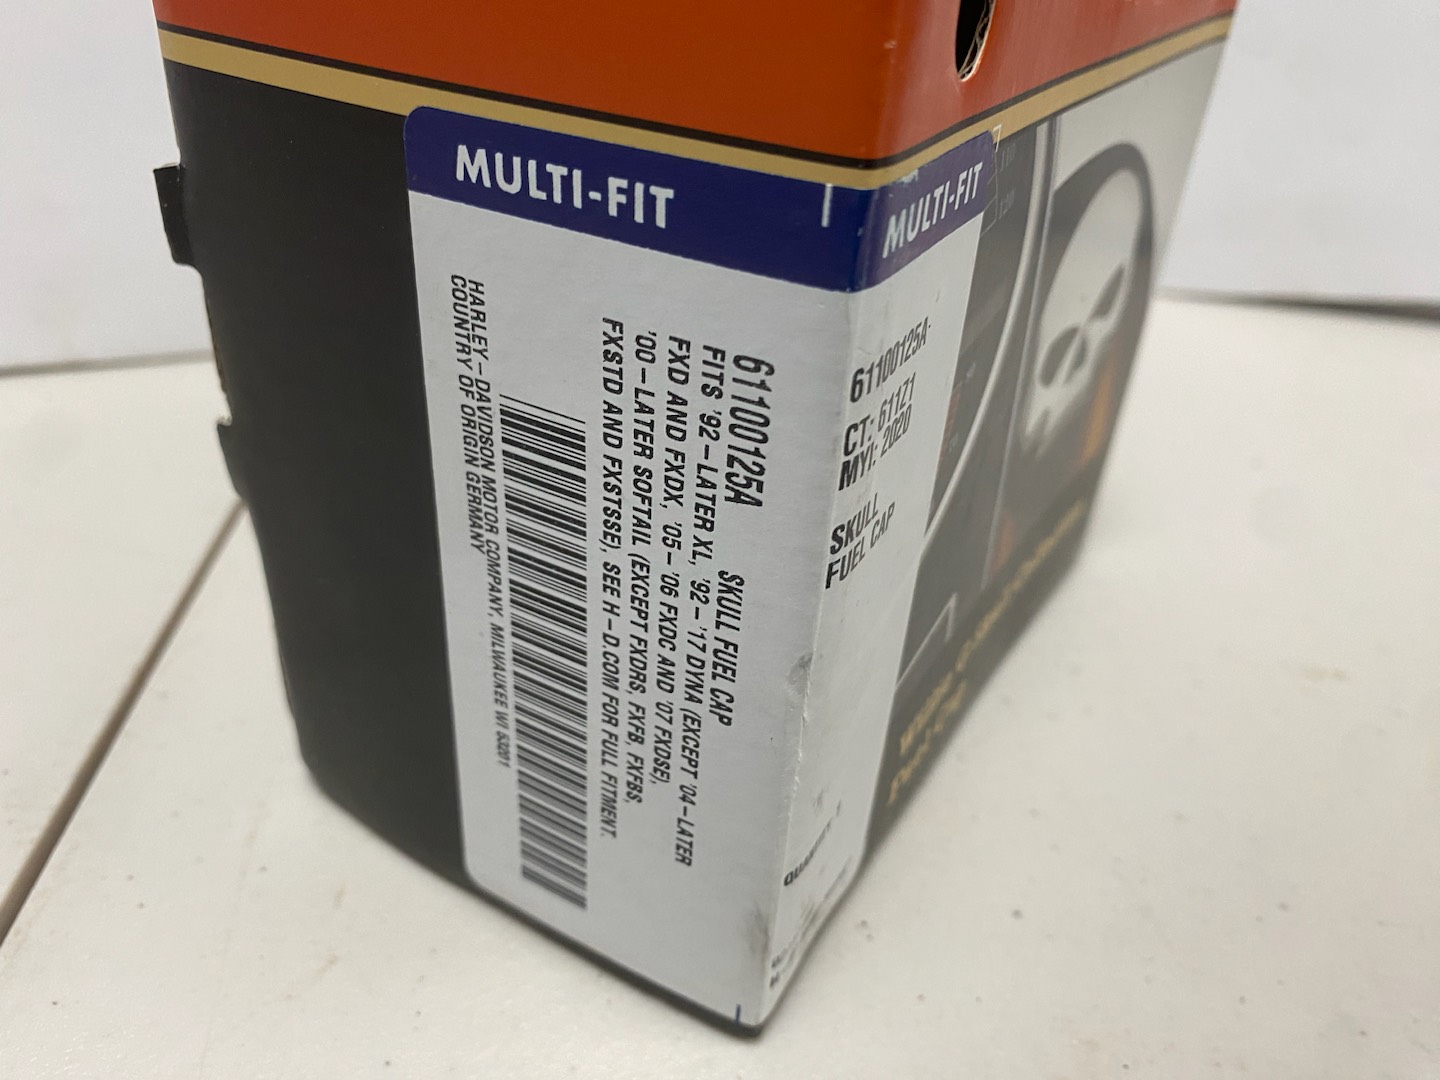 MULTI-FIT
61100125A SKULL FUEL CAP
FITS '92-LATER XL, '92-'17 DYNA (EXCEPT '04-LATER
FXD AND FXDX, '05-'06 FXDC AND '07 FXDSE),
'00-LATER SOFTAIL (EXCEPT FXDRS, FXFB, FXFBS,
FXSTD AND FXSTSSE), SEE H-D.COM FOR FULL FITMENT.
HARLEY-DAVIDSON MOTOR COMPANY, MILWAUKEE WI 53201
COUNTRY OF ORIGIN GERMANY
MULTI-FIT
61100125A
CT: 61171
MYI: 2020
SKULL
FUEL CAP